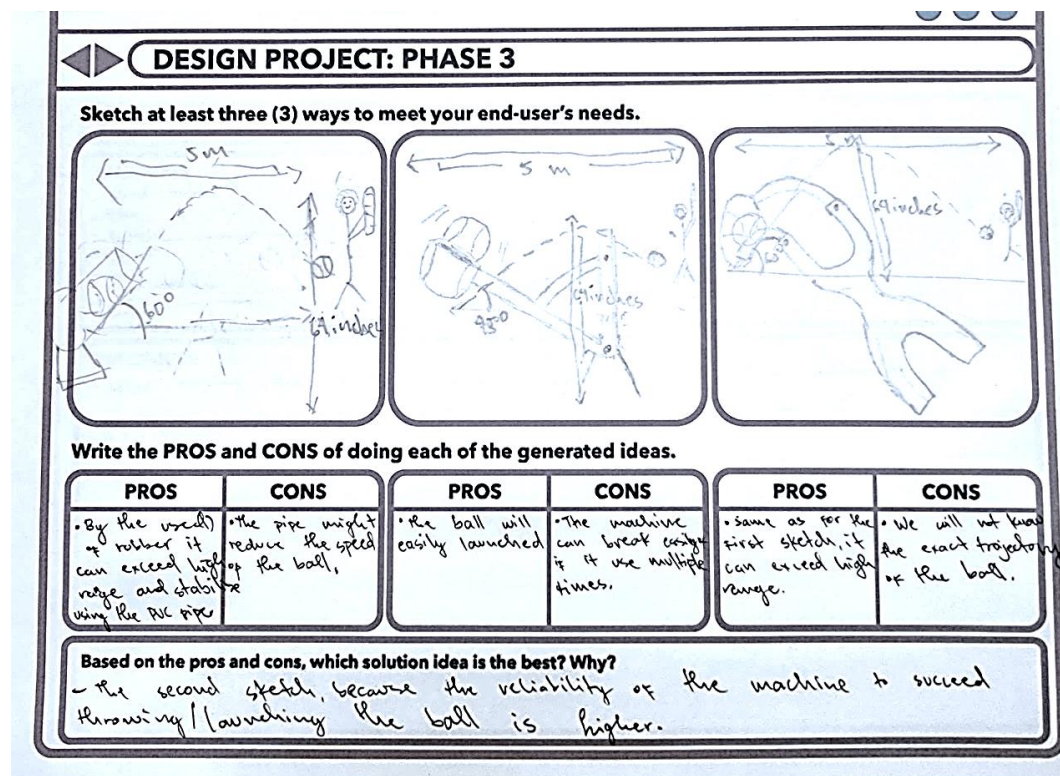 DESIGN PROJECT: PHASE 3
Sketch at least three (3) ways to meet your end-user's needs.
5m
60°
69inches
5 m
45°
69inches
5 m
69inches
60°
Write the PROS and CONS of doing each of the generated ideas.
PROS
• By the used)
of rubber it
can exceed high
range and stabilize
using the PVC pipe
CONS
• The pipe might
reduce the speed
of the ball,
PROS
• The ball will
easily launched
CONS
• The machine
can break easily
if it use multiple
times.
PROS
• Same as for the
first sketch, it
can exceed high
range.
CONS
• We will not know
the exact trajectory
of the ball.
Based on the pros and cons, which solution idea is the best? Why?
- The second sketch, because the reliability of the machine to succeed
throwing//launching the ball is higher.